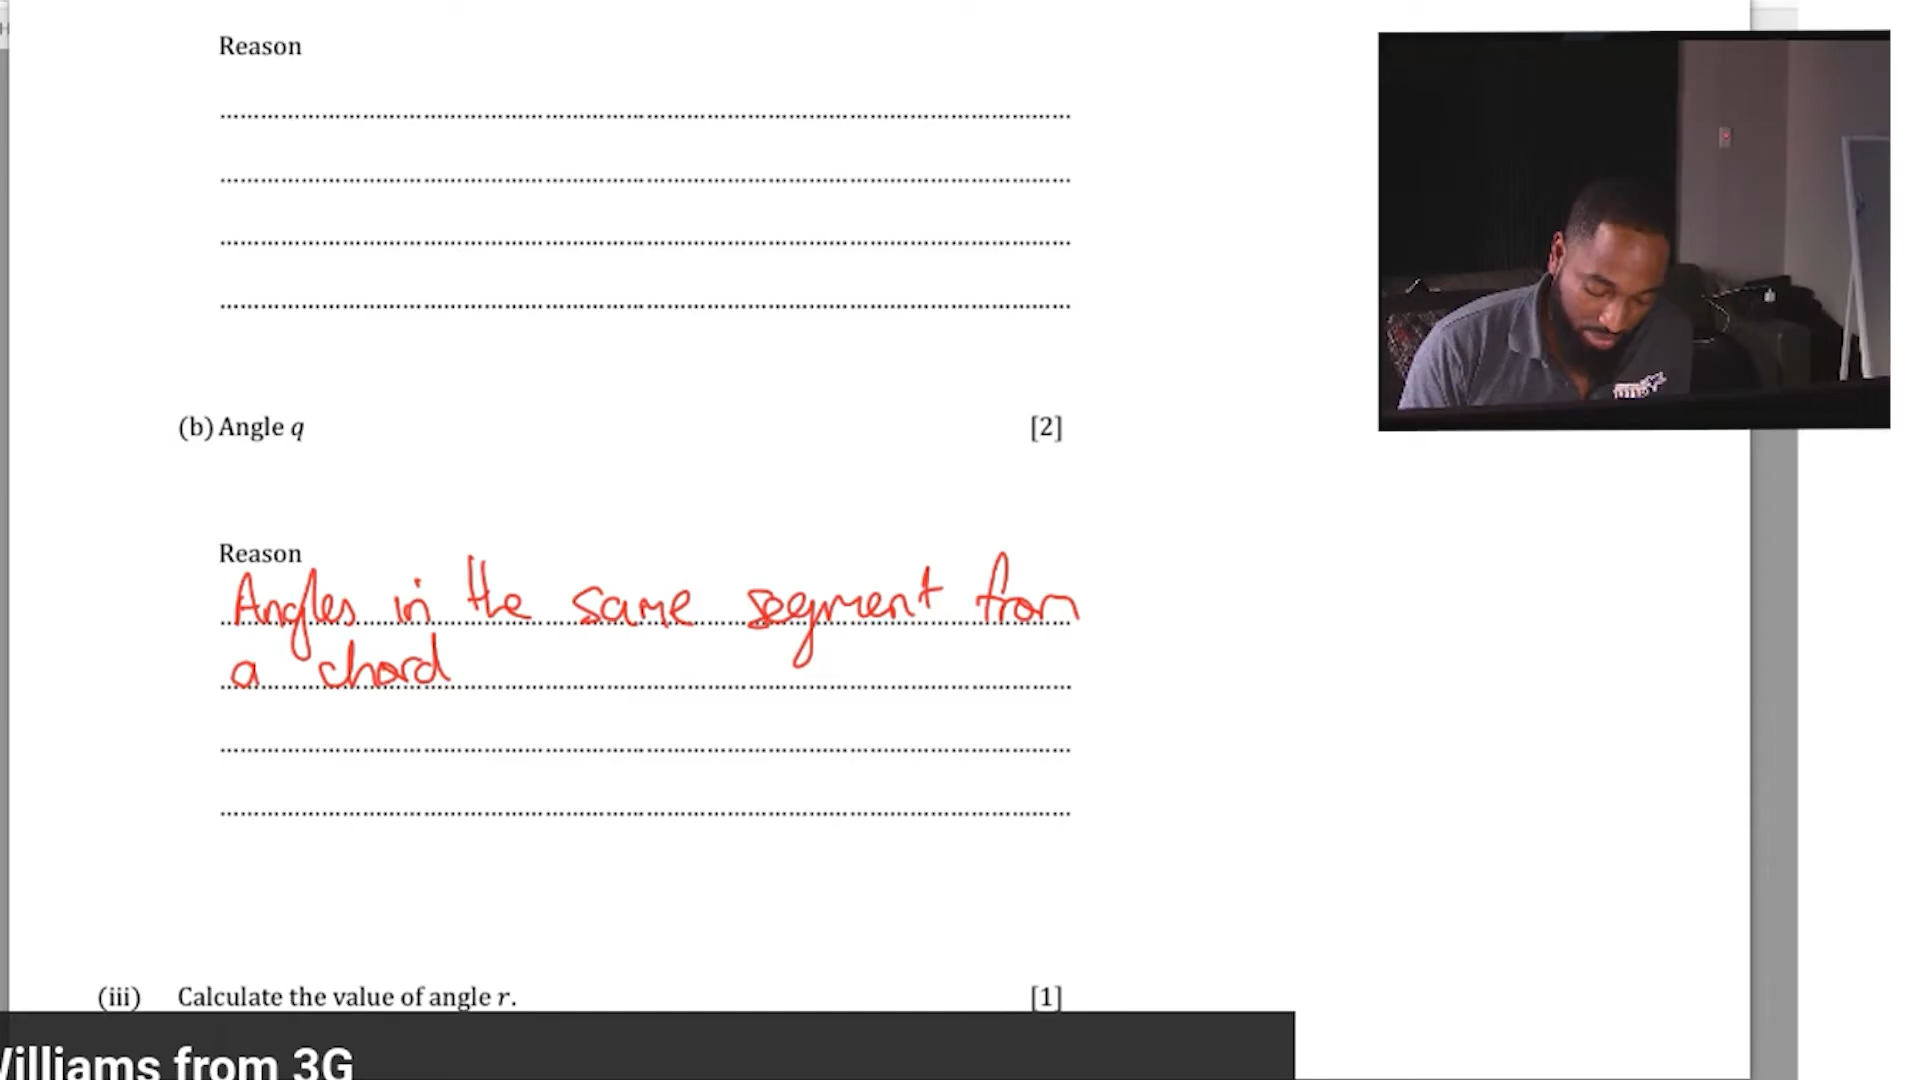 Reason
(b) Angle q [2]
Reason
Angles in the same segment from
a chord
(iii) Calculate the value of angle r. [1]
Williams from 3G